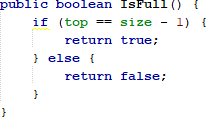 public boolean IsFull() {
    if (top == size - 1) {
        return true;
    } else {
        return false;
    }
}